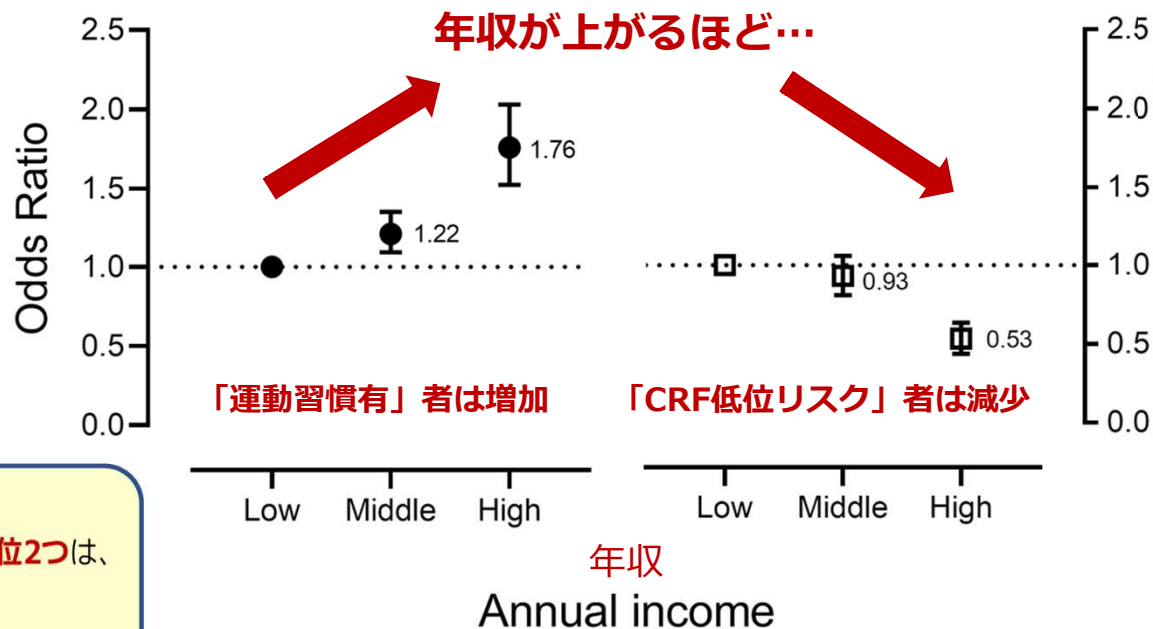 年収が上がるほど…
Odds Ratio
2.5
2.0
1.5
1.0
0.5
0.0
1.22
1.76
「運動習慣有」者は増加
Low Middle High
2.5
2.0
1.5
1.0
0.5
0.0
0.93
0.53
「CRF低位リスク」者は減少
Low Middle High
年収
Annual income
位2つは、